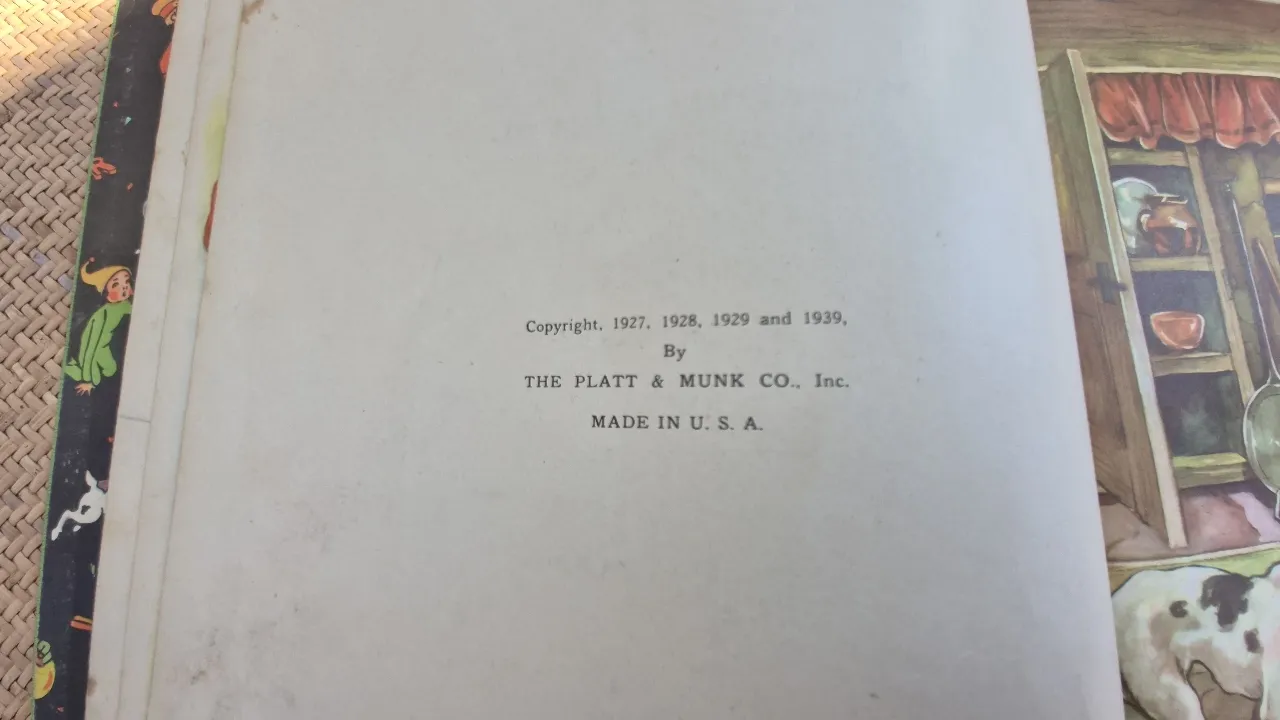 Copyright, 1927, 1928, 1929 and 1939,
By
THE PLATT & MUNK CO., Inc.
MADE IN U. S. A.